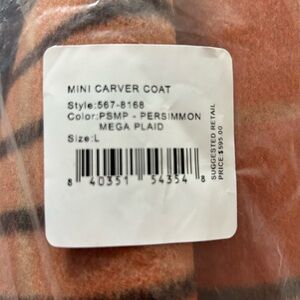 MINI CARVER COAT
Style:567-8168
Color:PSMP - PERSIMMON
MEGA PLAID
Size:L
8 40351 54354 8
SUGGESTED RETAIL
PRICE $595.00